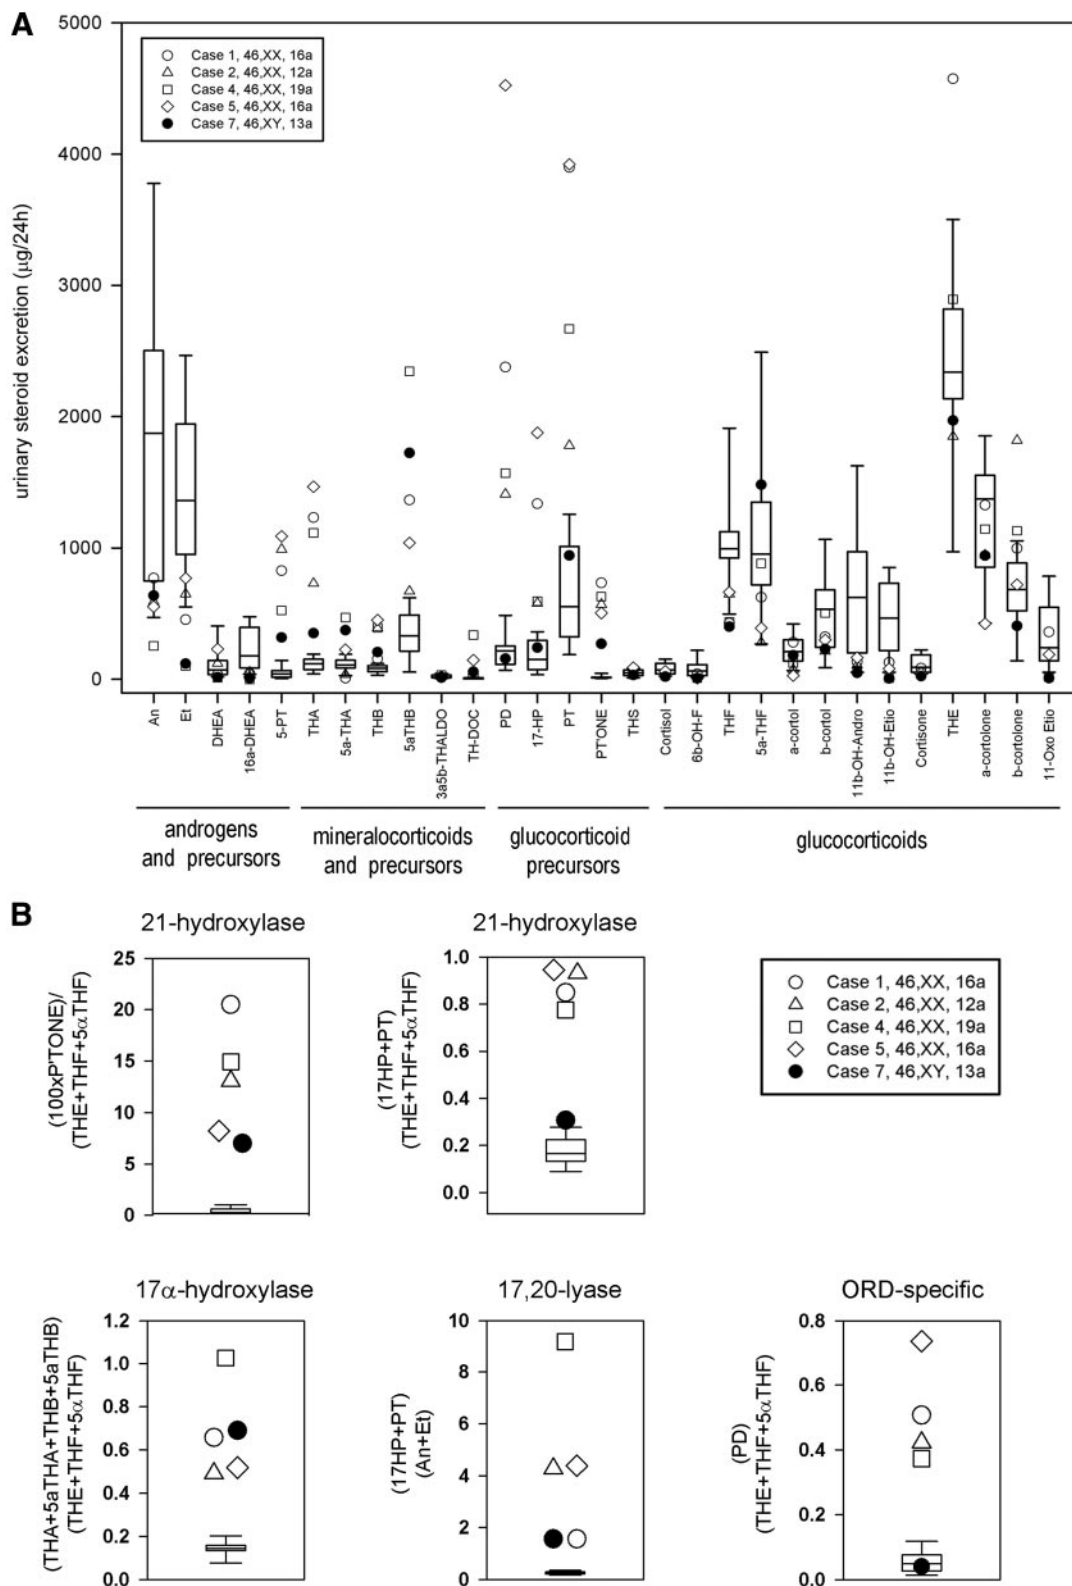 A
5000
4000
3000
2000
1000
0
urinary steroid excretion (μg/24h)
Case 1, 46,XX, 16a
Case 2, 46,XX, 12a
Case 4, 46,XX, 19a
Case 5, 46,XX, 16a
Case 7, 46,XY, 13a
An
Et
DHEA
16a-DHEA
5-PT
THA
5a-THA
THB
5aTHB
3a5b-THALDO
TH-DOC
PD
17-HP
PT
PT'ONE
THS
Cortisol
6b-OH-F
THF
5a-THF
a-cortol
b-cortol
11b-OH-Andro
11b-OH-Etio
Cortisone
THE
a-cortolone
b-cortolone
11-Oxo Etio
androgens
and precursors
mineralocorticoids
and precursors
glucocorticoid
precursors
glucocorticoids
B
21-hydroxylase
(100xP'TONE)/
(THE+THF+5αTHF)
25
20
15
10
5
0
21-hydroxylase
(17HP+PT)
(THE+THF+5αTHF)
1.0
0.8
0.6
0.4
0.2
0.0
Case 1, 46,XX, 16a
Case 2, 46,XX, 12a
Case 4, 46,XX, 19a
Case 5, 46,XX, 16a
Case 7, 46,XY, 13a
17α-hydroxylase
(THA+5aTHA+THB+5aTHB)
(THE+THF+5αTHF)
1.2
1.0
0.8
0.6
0.4
0.2
0.0
17,20-lyase
(17HP+PT)
(An+Et)
10
8
6
4
2
0
ORD-specific
(PD)
(THE+THF+5αTHF)
0.8
0.6
0.4
0.2
0.0